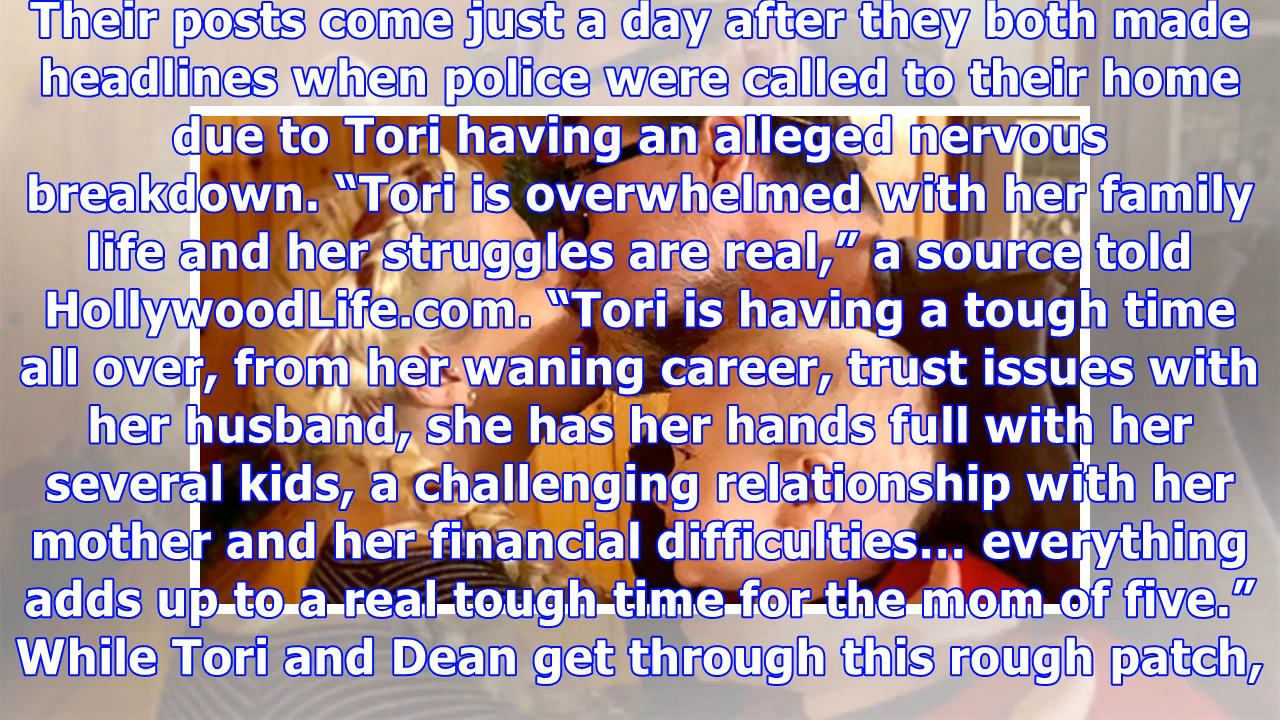 Their posts come just a day after they both made
headlines when police were called to their home
due to Tori having an alleged nervous
breakdown. “Tori is overwhelmed with her family
life and her struggles are real,” a source told
HollywoodLife.com. “Tori is having a tough time
all over, from her waning career, trust issues with
her husband, she has her hands full with her
several kids, a challenging relationship with her
mother and her financial difficulties… everything
adds up to a real tough time for the mom of five.”
While Tori and Dean get through this rough patch,